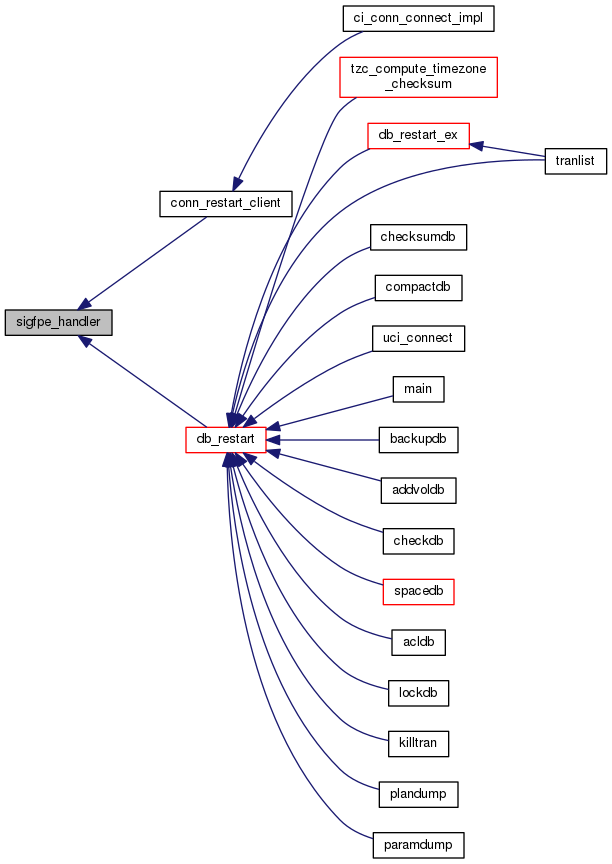 ci_conn_connect_impl
tzc_compute_timezone
_checksum
db_restart_ex
tranlist
conn_restart_client
checksumdb
compactdb
sigfpe_handler
uci_connect
main
db_restart
backupdb
addvoldb
checkdb
spacedb
acldb
lockdb
killtran
plandump
paramdump